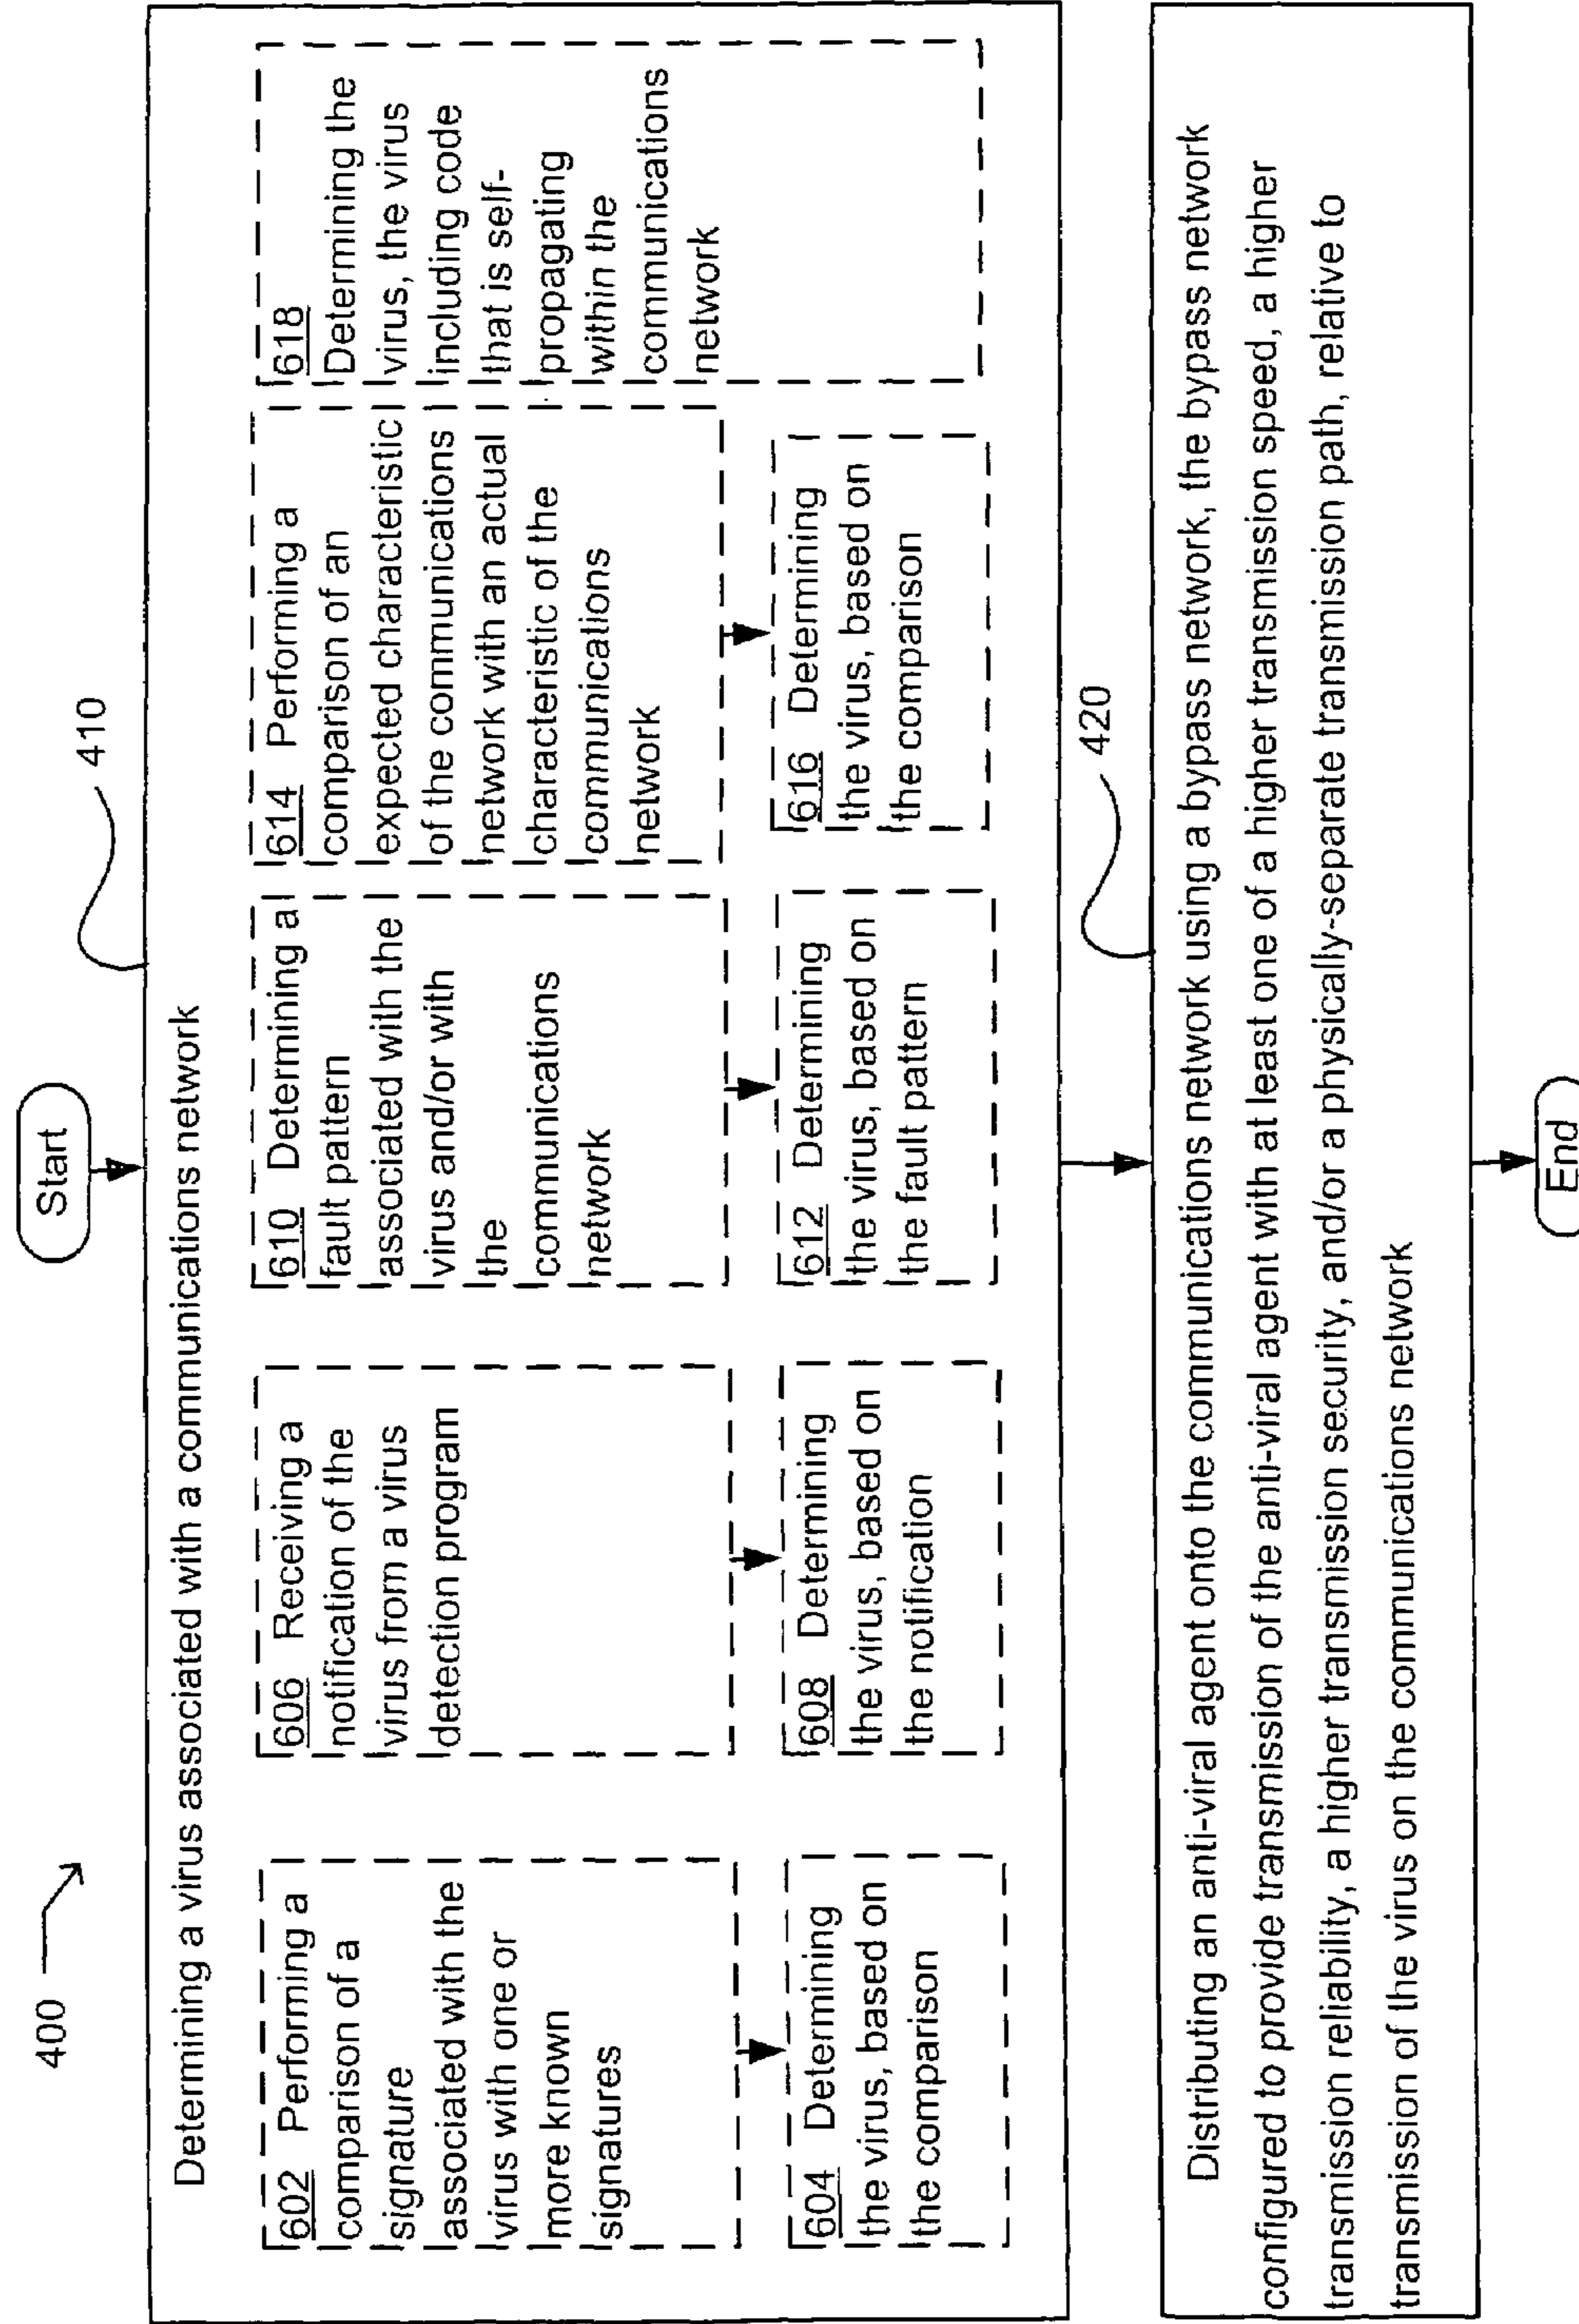 400
Start
410
Determining a virus associated with a communications network
602 Performing a
comparison of a
signature
associated with the
virus with one or
more known
signatures
604 Determining
the virus, based on
the comparison
606 Receiving a
notification of the
virus from a virus
detection program
608 Determining
the virus, based on
the notification
610 Determining a
fault pattern
associated with the
virus and/or with
the
communications
network
612 Determining
the virus, based on
the fault pattern
614 Performing a
comparison of an
expected characteristic
of the communications
network with an actual
characteristic of the
communications
network
616 Determining
the virus, based on
the comparison
618
Determining the
virus, the virus
including code
that is self-
propagating
within the
communications
network
420
Distributing an anti-viral agent onto the communications network using a bypass network, the bypass network
configured to provide transmission of the anti-viral agent with at least one of a higher transmission speed, a higher
transmission reliability, a higher transmission security, and/or a physically-separate transmission path, relative to
transmission of the virus on the communications network
End